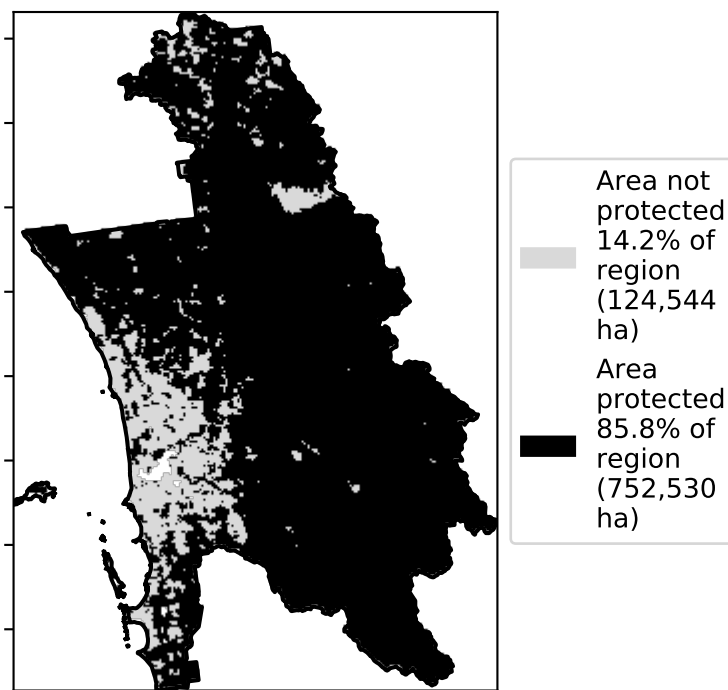 Area not
protected
14.2% of
region
(124,544
ha)
Area
protected
85.8% of
region
(752,530
ha)